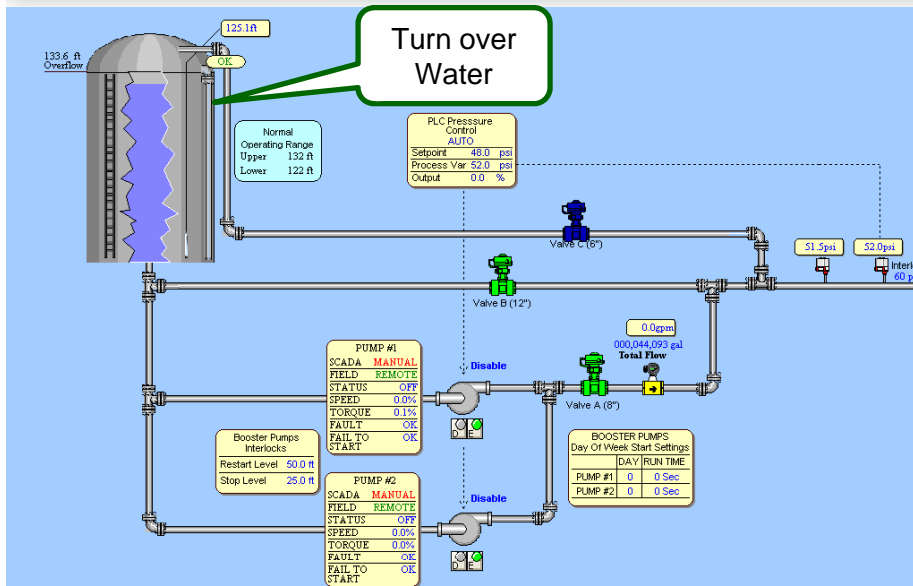 125.1ft
Turn over
Water
133.6 ft
Overflow
OK
PLC Presssure
Control
AUTO
Setpoint 48.0 psi
Process Var 52.0 psi
Output 0.0 %
Normal
Operating Range
Upper 132 ft
Lower 122 ft
Valve C (6")
51.5psi
52.0psi
60
Valve B (12")
0.0gpm
000,044,093 gal
Total Flow
PUMP #1
SCADA MANUAL
FIELD REMOTE
STATUS OFF
SPEED 0.0%
TORQUE 0.1%
FAULT OK
FAIL TO OK
START
Disable
D E
Valve A (8")
Booster Pumps
Interlocks
Restart Level 50.0 ft
Stop Level 25.0 ft
BOOSTER PUMPS
Day Of Week Start Settings
DAY RUN TIME
PUMP #1 0 0 Sec
PUMP #2 0 0 Sec
PUMP #2
SCADA MANUAL
FIELD REMOTE
STATUS OFF
SPEED 0.0%
TORQUE 0.0%
FAULT OK
FAIL TO OK
START
Disable
D E